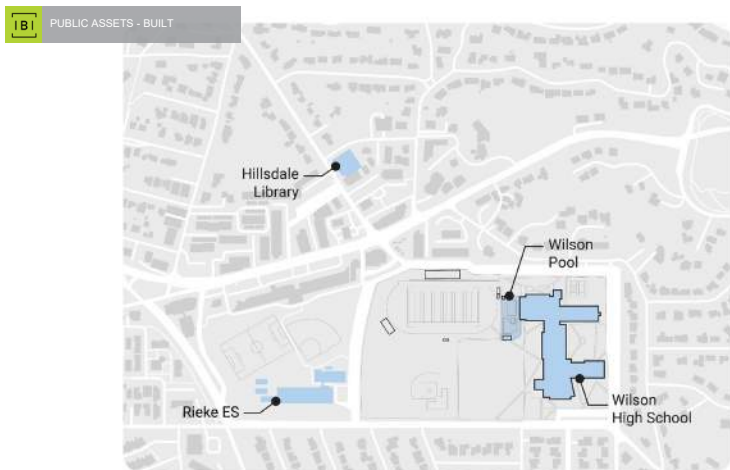 IBI PUBLIC ASSETS - BUILT
Hillsdale
Library
Wilson
Pool
Rieke ES
Wilson
High School